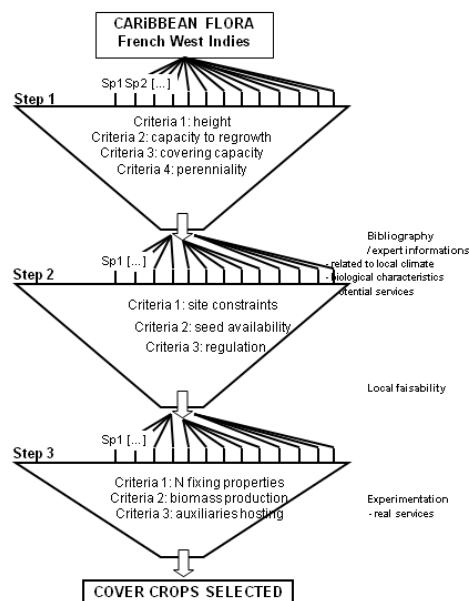 CARiBBEAN FLORA
French West Indies
Sp1 Sp2 [...]
Step 1
Criteria 1: height
Criteria 2: capacity to regrowth
Criteria 3: covering capacity
Criteria 4: perenniality
Bibliography
/expert informations
- related to local climate
- biological characteristics
otential services
Sp1 [...]
Step 2
Criteria 1: site constraints
Criteria 2: seed availability
Criteria 3: regulation
Local faisability
Sp1 [...]
Step 3
Criteria 1: N fixing properties
Criteria 2: biomass production
Criteria 3: auxiliaries hosting
Experimentation
- real services
COVER CROPS SELECTED